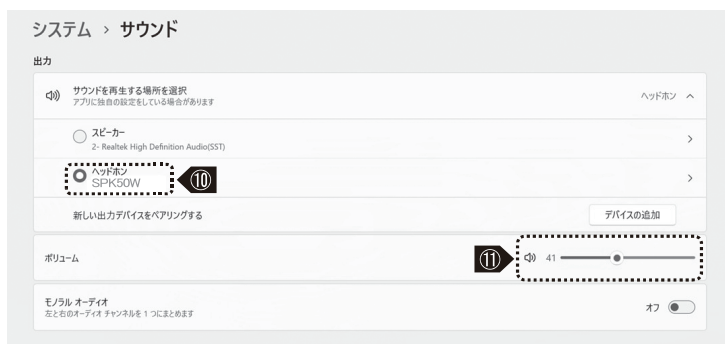 システム › サウンド
出力
サウンドを再生する場所を選択
アプリに独自の設定をしている場合があります
ヘッドホン
スピーカー
2- Realtek High Definition Audio(SST)
ヘッドホン
SPK50W
⑩
新しい出力デバイスをペアリングする
デバイスの追加
ボリューム
⑪
41
モノラル オーディオ
左と右のオーディオ チャンネルを 1 つにまとめます
オフ